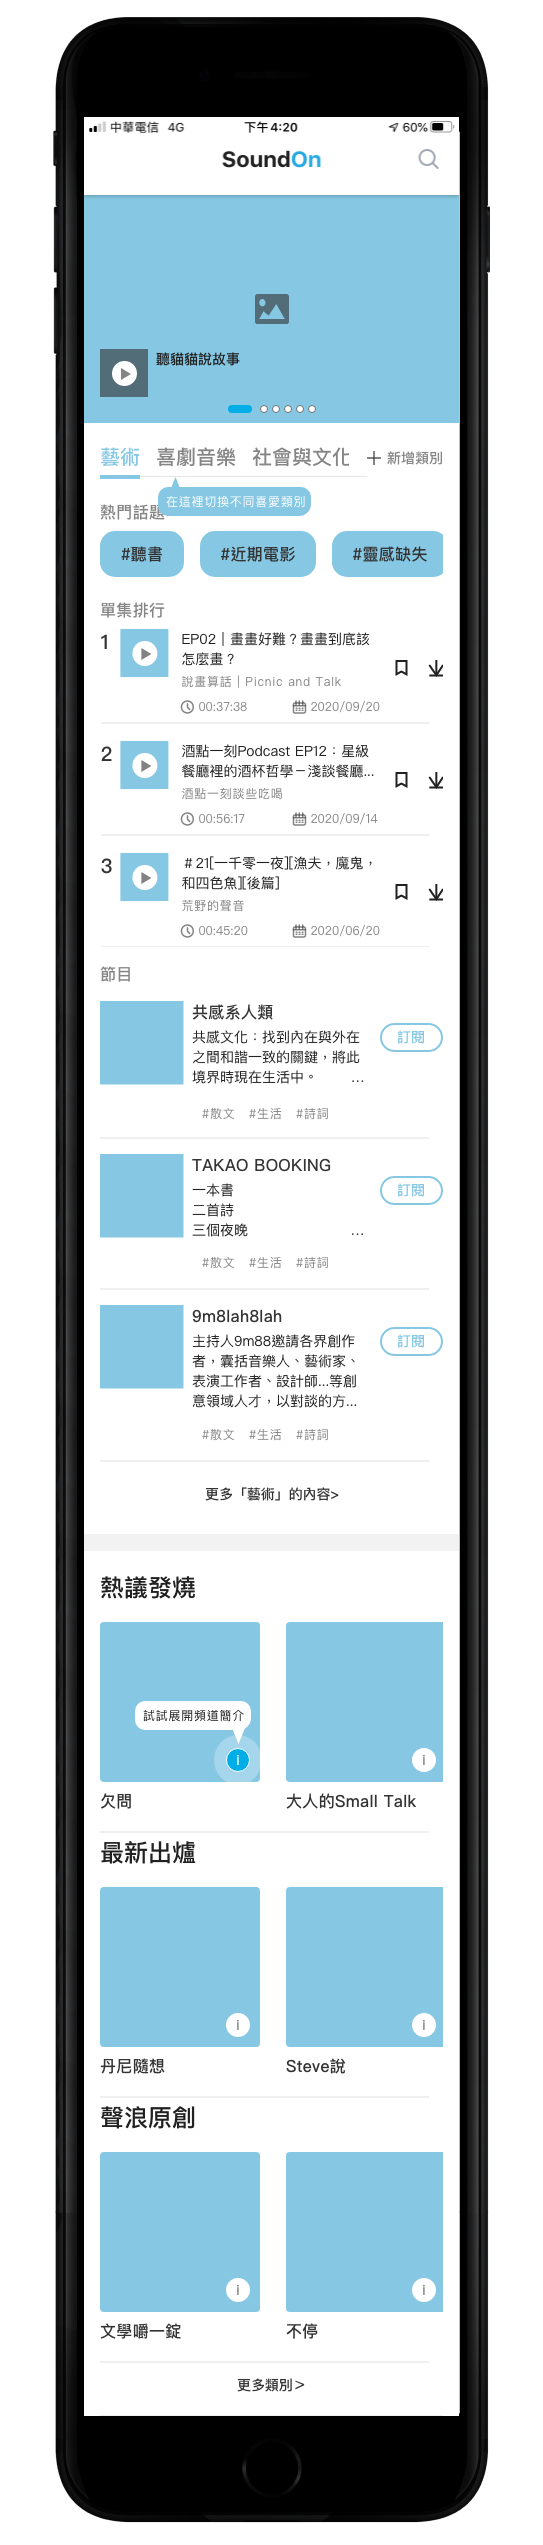 中華電信 4G 下午4:20 60%
SoundOn
聽貓貓說故事
藝術 喜劇音樂 社會與文化 新增類別
在這裡切換不同喜愛類別
熱門話題
#聽書 #近期電影 #靈感缺失
單集排行
1
EP02｜畫畫好難？畫畫到底該
怎麼畫？
說畫算話 | Picnic and Talk
00:37:38 2020/09/20
2
酒點一刻Podcast EP12：星級
餐廳裡的酒杯哲學－淺談餐廳...
酒點一刻談些吃喝
00:56:17 2020/09/14
3
＃21[一千零一夜][漁夫，魔鬼，
和四色魚][後篇]
荒野的聲音
00:45:20 2020/06/20
節目
共感系人類
共感文化：找到內在與外在
之間和諧一致的關鍵，將此
境界時現在生活中。 ...
訂閱
#散文 #生活 #詩詞
TAKAO BOOKING
一本書
二首詩
三個夜晚 ...
訂閱
#散文 #生活 #詩詞
9m8lah8lah
主持人9m88邀請各界創作
者，囊括音樂人、藝術家、
表演工作者、設計師...等創
意領域人才，以對談的方...
訂閱
#散文 #生活 #詩詞
更多「藝術」的內容>
熱議發燒
試試展開頻道簡介
i i
欠問 大人的Small Talk
最新出爐
i i
丹尼隨想 Steve說
聲浪原創
i i
文學嚼一錠 不停
更多類別>